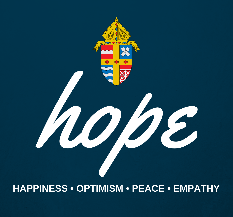 hope
HAPPINESS • OPTIMISM • PEACE • EMPATHY